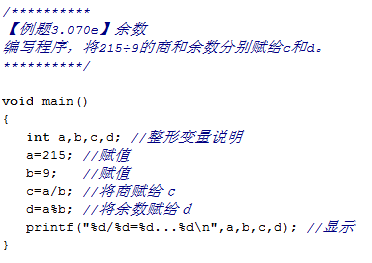 /**********
【例题3.070e】余数
编写程序，将215÷9的商和余数分别赋给c和d。
**********/
void main()
{
int a,b,c,d; //整形变量说明
a=215; //赋值
b=9; //赋值
c=a/b; //将商赋给 c
d=a%b; //将余数赋给 d
printf("%d/%d=%d...%d\n",a,b,c,d); //显示
}